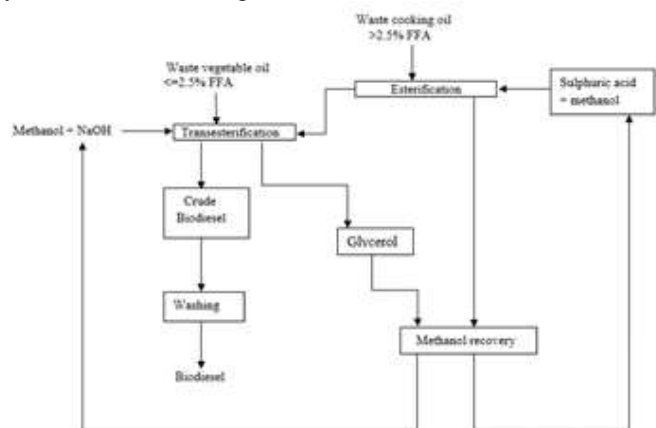 Waste cooking oil
>2.5% FFA
Waste vegetable oil
<=2.5% FFA
Esterification
Sulphuric acid
= methanol
Methanol + NaOH
Transesterification
Crude
Biodiesel
Glycerol
Washing
Methanol recovery
Biodiesel